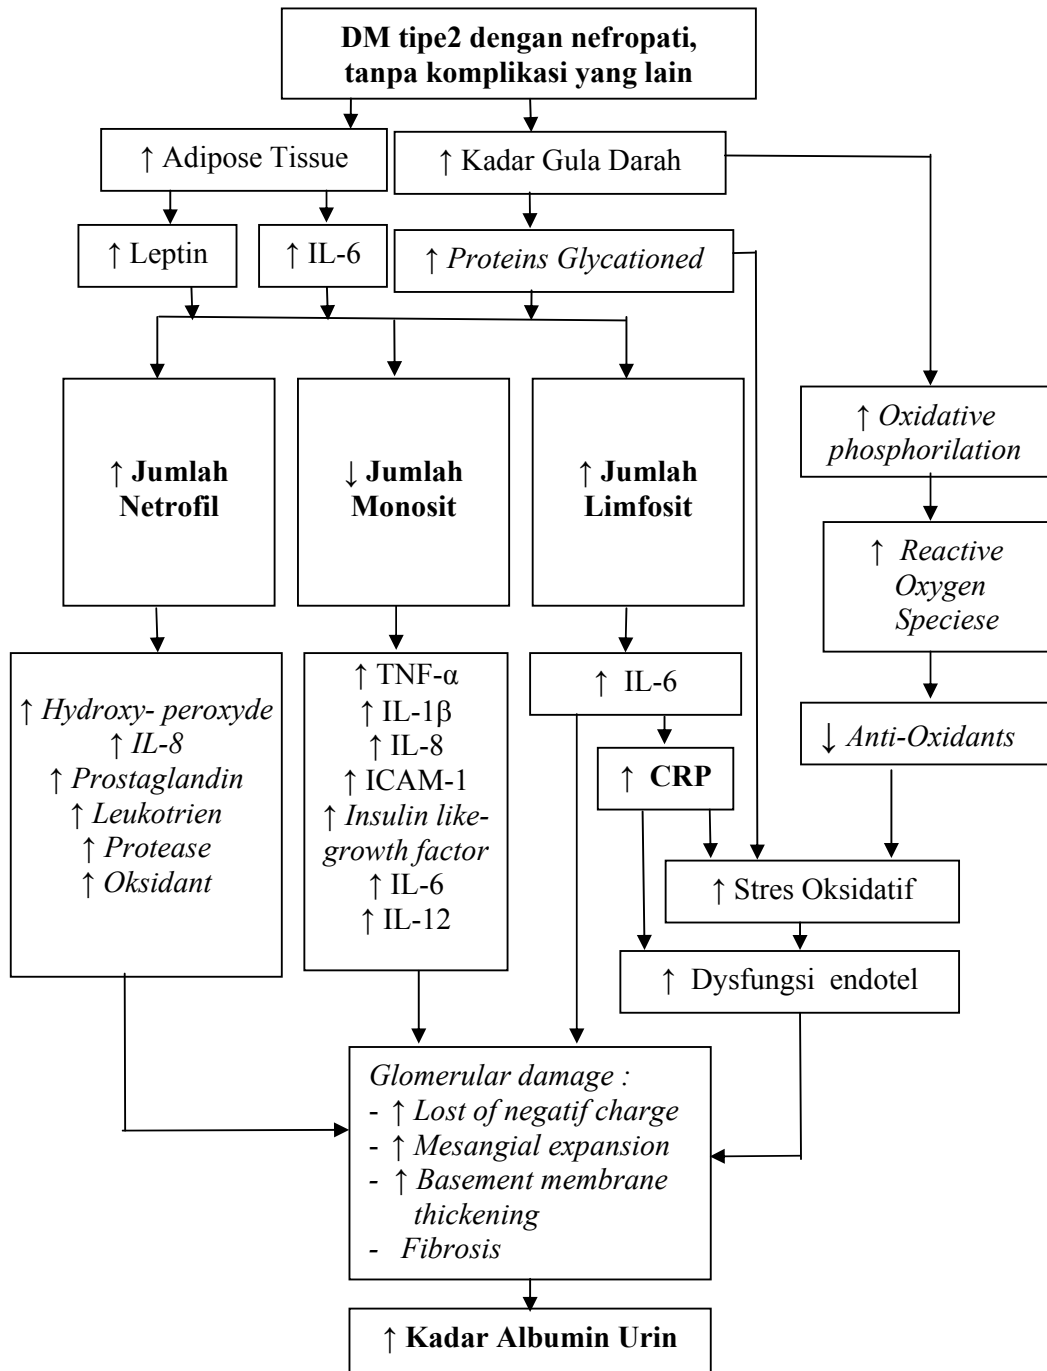 DM tipe2 dengan nefropati,
tanpa komplikasi yang lain
↑ Adipose Tissue
↑ Kadar Gula Darah
↑ Leptin
↑ IL-6
↑ Proteins Glycationed
↑ Jumlah
Netrofil
↓ Jumlah
Monosit
↑ Jumlah
Limfosit
↑ Oxidative
phosphorilation
↑ Reactive
Oxygen
Speciese
↑ Hydroxy- peroxyde
↑ IL-8
↑ Prostaglandin
↑ Leukotrien
↑ Protease
↑ Oksidant
↑ TNF-α
↑ IL-1β
↑ IL-8
↑ ICAM-1
↑ Insulin like-
growth factor
↑ IL-6
↑ IL-12
↑ IL-6
↑ CRP
↓ Anti-Oxidants
↑ Stres Oksidatif
↑ Dysfungsi endotel
Glomerular damage :
- ↑ Lost of negatif charge
- ↑ Mesangial expansion
- ↑ Basement membrane
thickening
- Fibrosis
↑ Kadar Albumin Urin